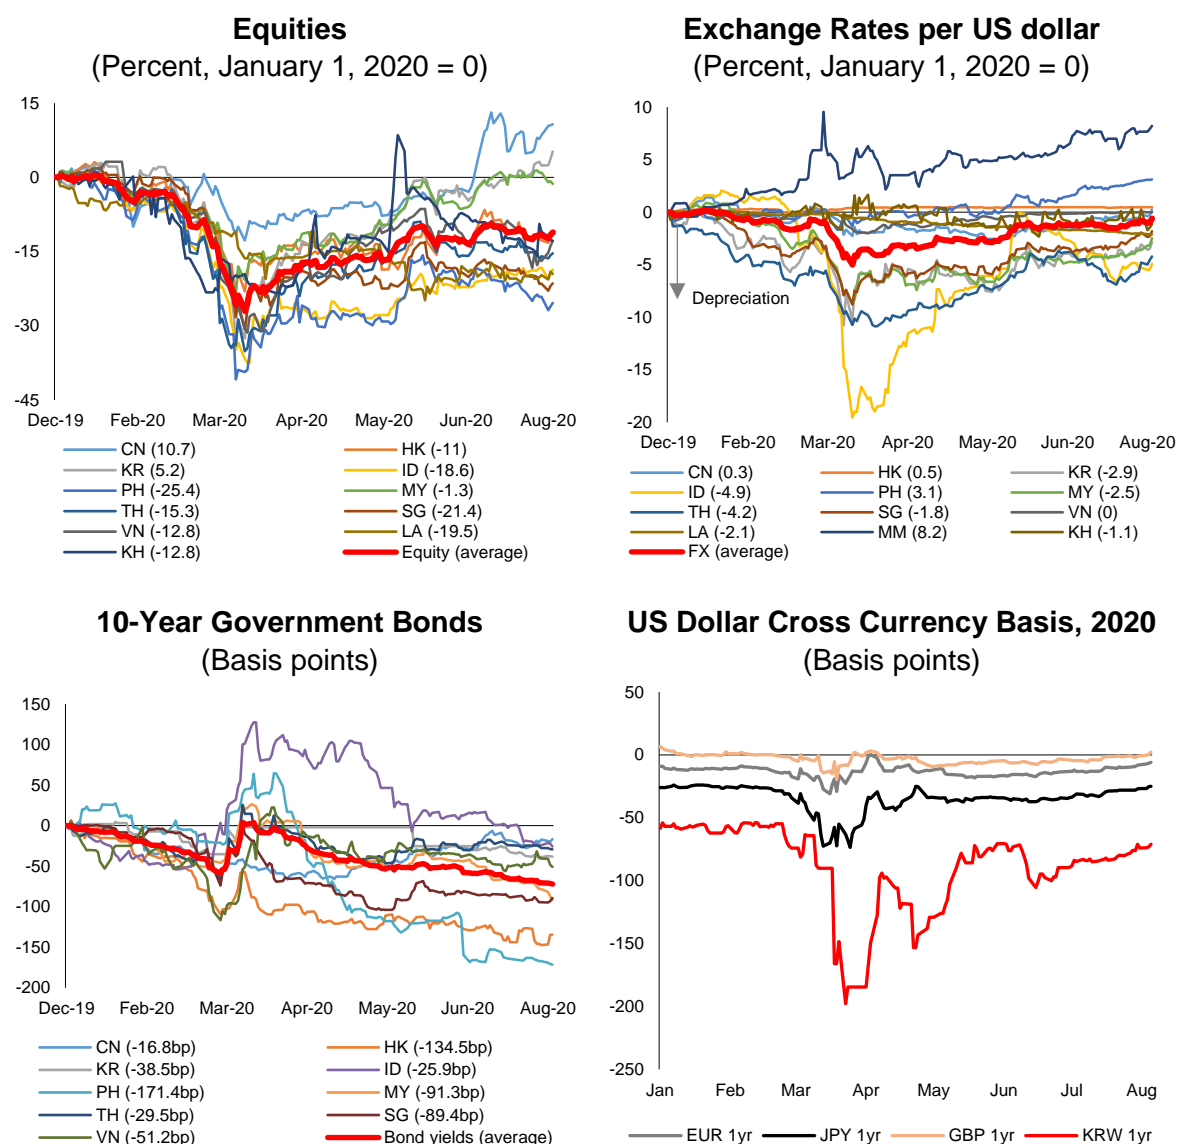 Equities
(Percent, January 1, 2020 = 0)
15
0
-15
-30
-45
Dec-19 Feb-20 Mar-20 Apr-20 May-20 Jun-20 Aug-20
CN (10.7) HK (-11)
KR (5.2) ID (-18.6)
PH (-25.4) MY (-1.3)
TH (-15.3) SG (-21.4)
VN (-12.8) LA (-19.5)
KH (-12.8) Equity (average)
Exchange Rates per US dollar
(Percent, January 1, 2020 = 0)
10
5
0
-5
Depreciation
-10
-15
-20
Dec-19 Feb-20 Mar-20 Apr-20 May-20 Jun-20 Aug-20
CN (0.3) HK (0.5) KR (-2.9)
ID (-4.9) PH (3.1) MY (-2.5)
TH (-4.2) SG (-1.8) VN (0)
LA (-2.1) MM (8.2) KH (-1.1)
FX (average)
10-Year Government Bonds
(Basis points)
150
100
50
0
-50
-100
-150
-200
Dec-19 Feb-20 Mar-20 Apr-20 May-20 Jun-20 Aug-20
CN (-16.8bp) HK (-134.5bp)
KR (-38.5bp) ID (-25.9bp)
PH (-171.4bp) MY (-91.3bp)
TH (-29.5bp) SG (-89.4bp)
VN (-51.2bp) Bond yields (average)
US Dollar Cross Currency Basis, 2020
(Basis points)
50
0
-50
-100
-150
-200
-250
Jan Feb Mar Apr May Jun Jul Aug
EUR 1yr JPY 1yr GBP 1yr KRW 1yr